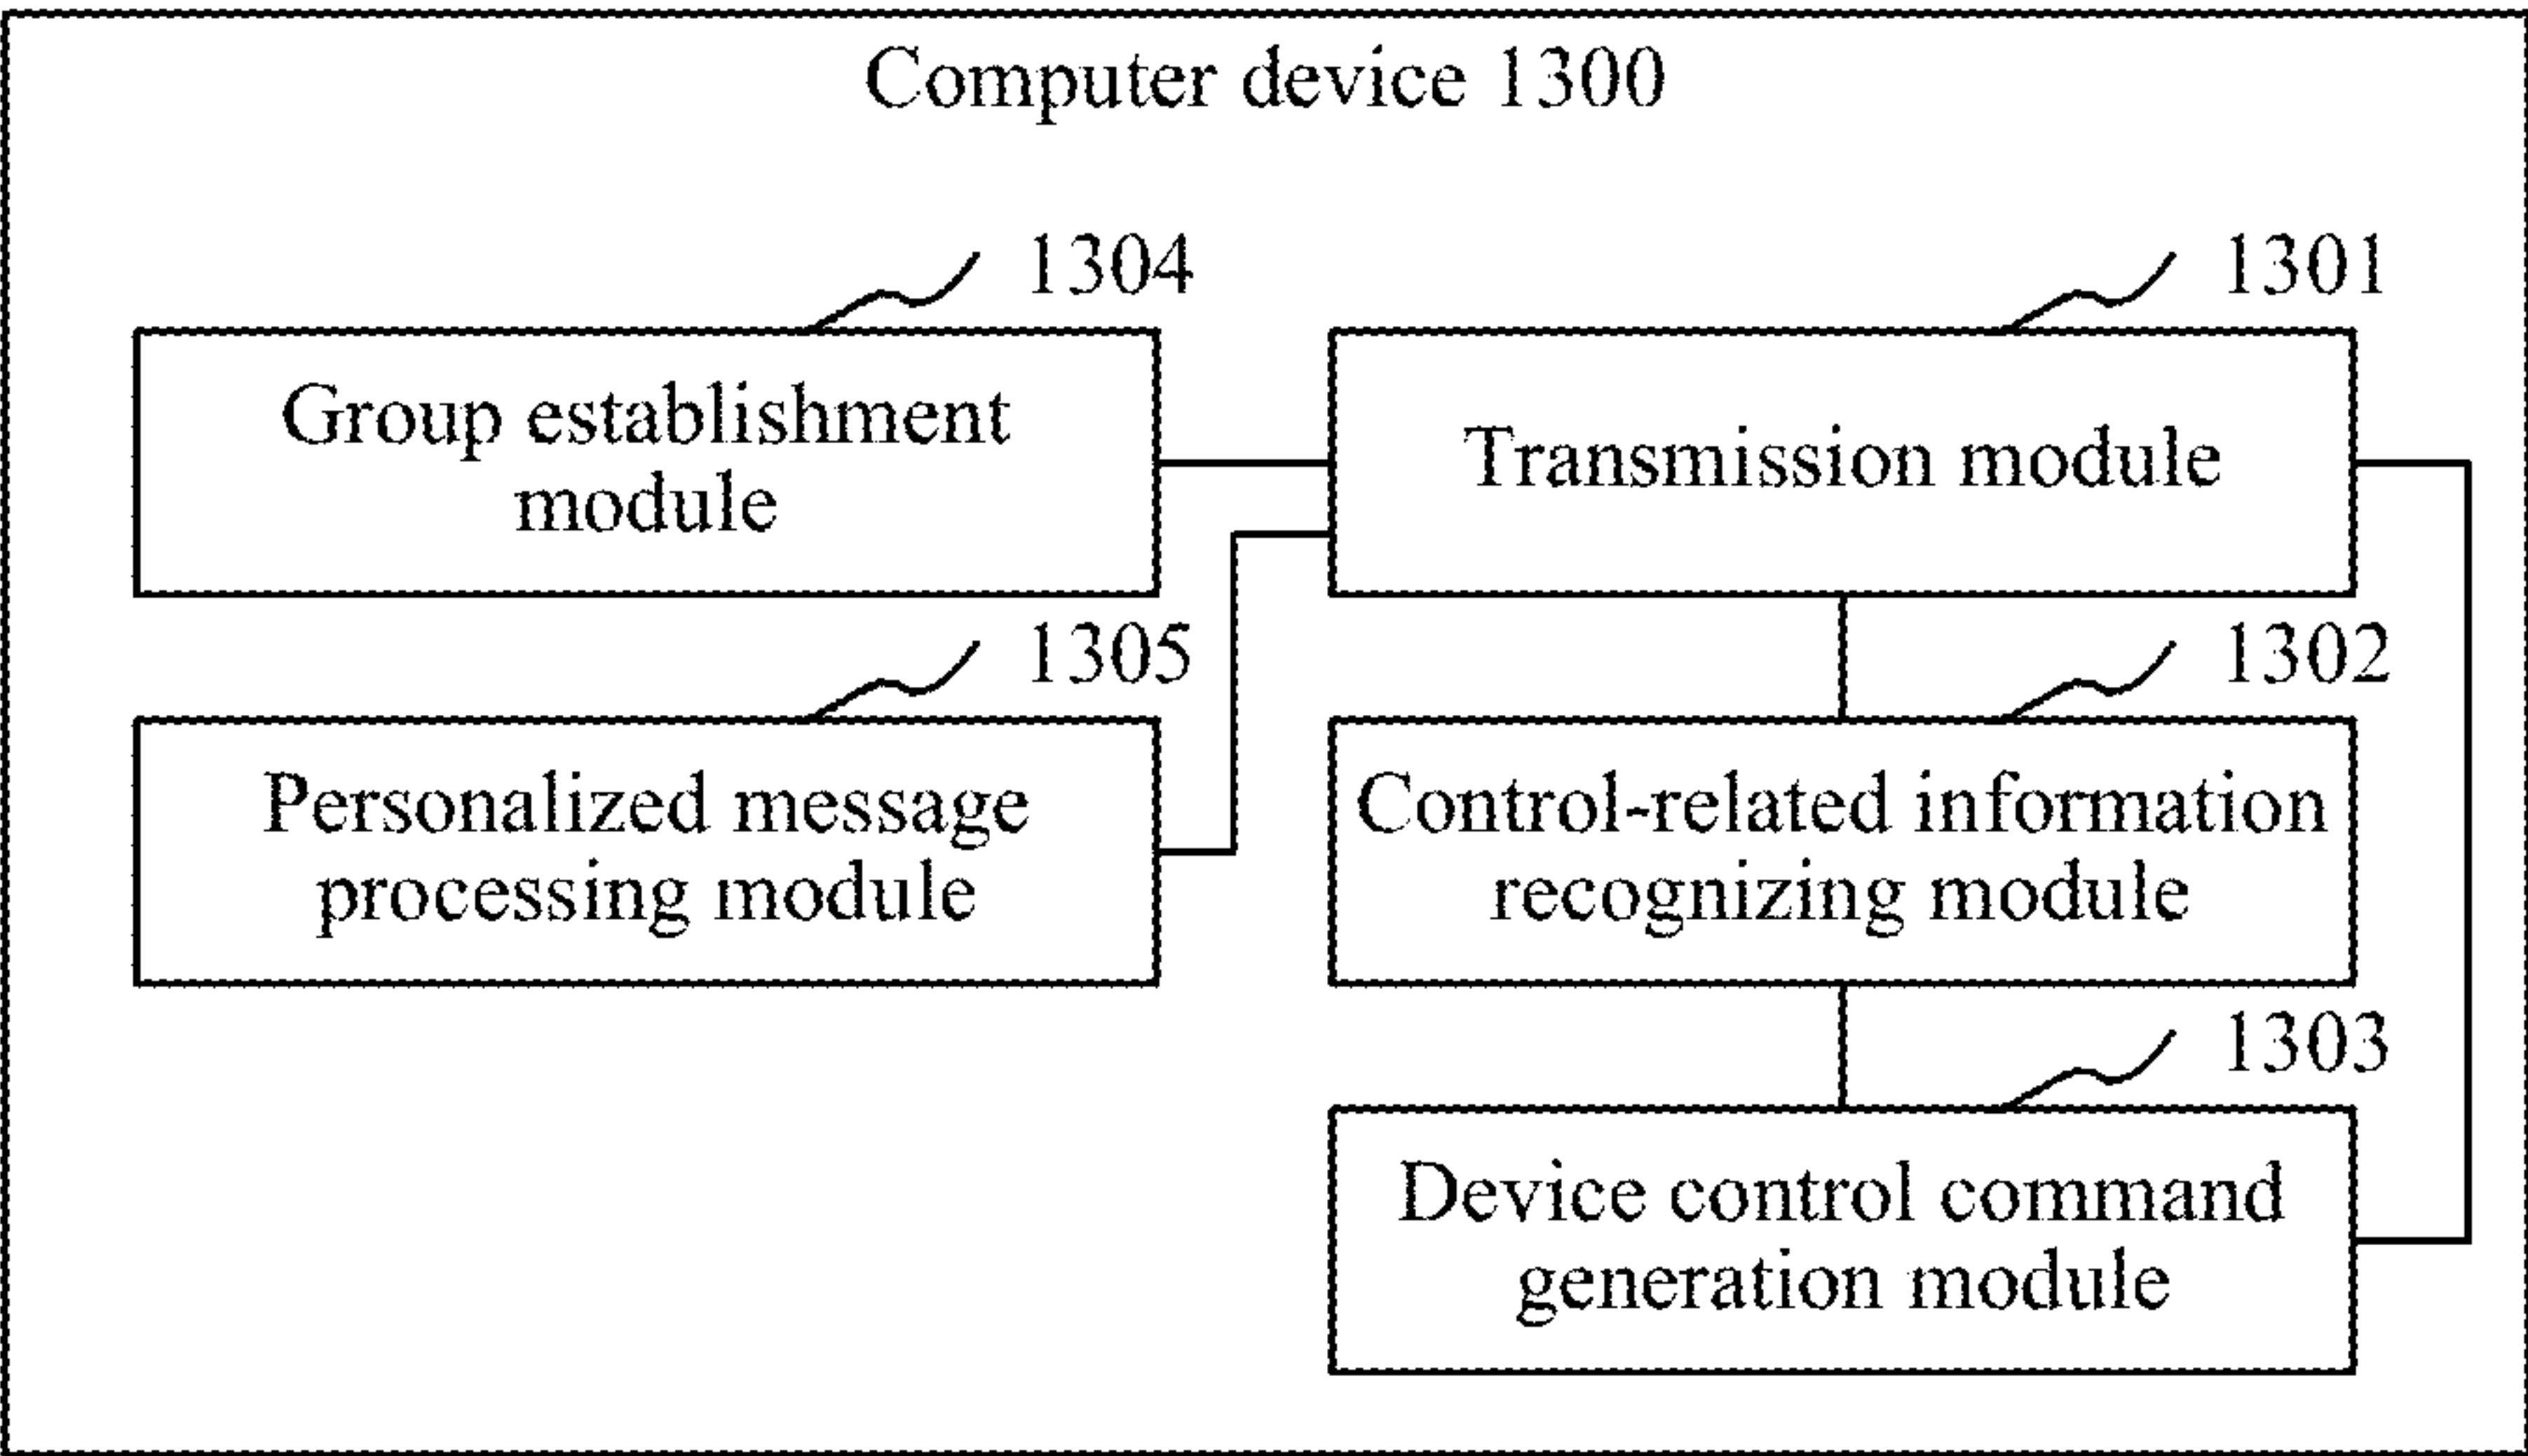 Computer device 1300
1304
Group establishment
module
1301
Transmission module
1305
Personalized message
processing module
1302
Control-related information
recognizing module
1303
Device control command
generation module